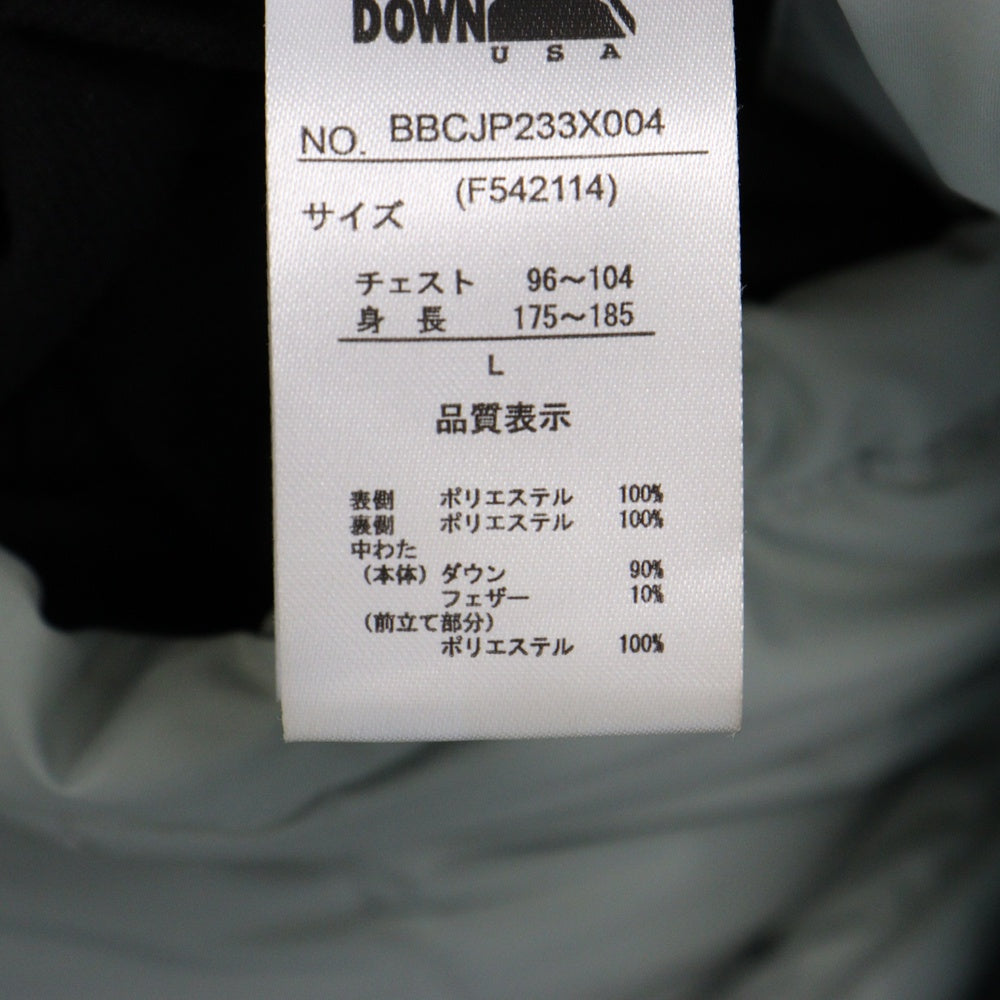 DOWN
USA
NO. BBCJP233X004
(F542114)
サイズ
チェスト 96～104
身 長 175～185
L
品質表示
表側 ポリエステル 100%
裏側 ポリエステル 100%
中わた
(本体) ダウン 90%
フェザー 10%
(前立て部分)
ポリエステル 100%